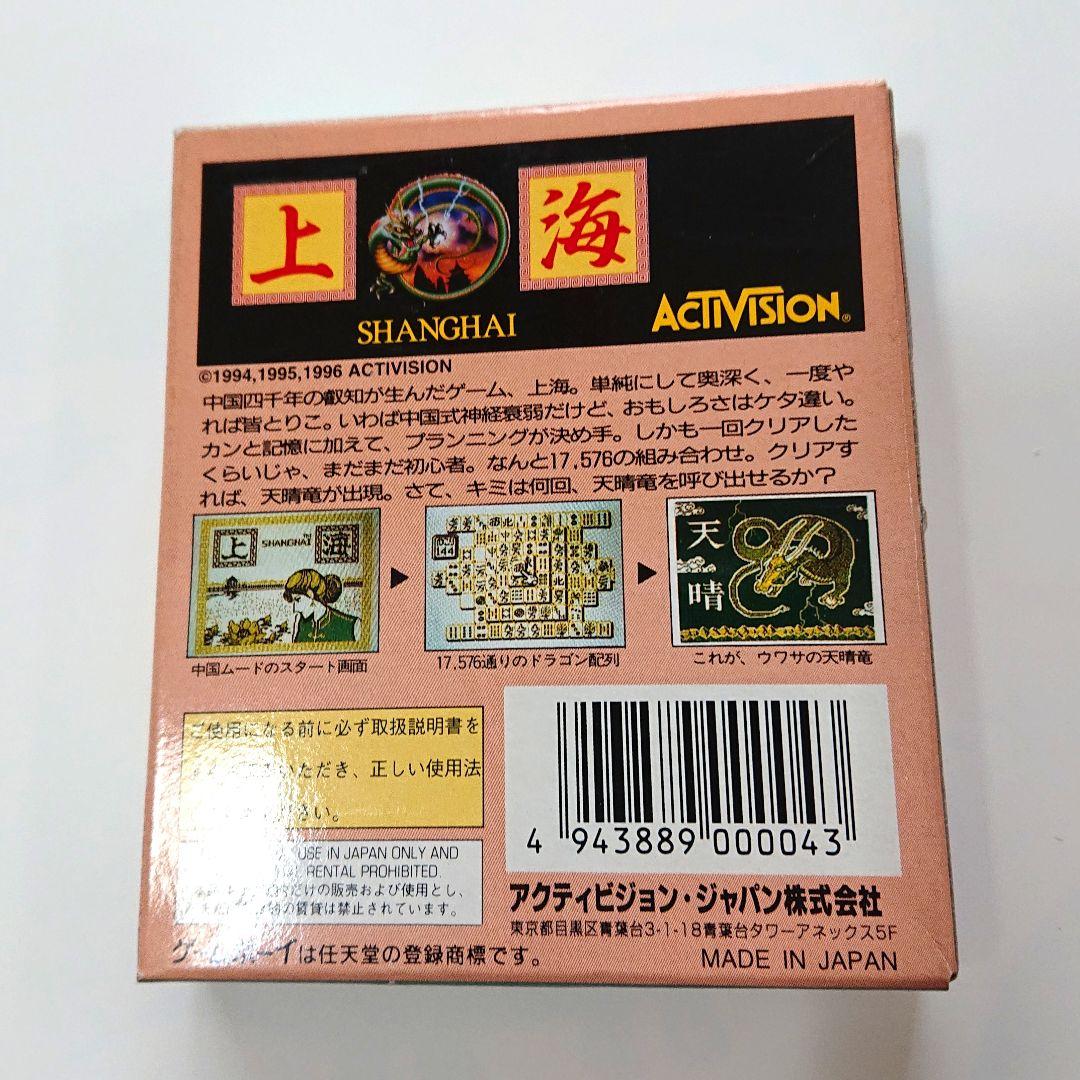 上 海
SHANGHAI
ACTIVISION®
©1994,1995,1996 ACTIVISION
中国四千年の叡知が生んだゲーム、上海。単純にして奥深く、一度や
れば皆とりこ。いわば中国式神経衰弱だけど、おもしろさはケタ違い。
カンと記憶に加えて、プランニングが決め手。しかも一回クリアした
くらいじゃ、まだまだ初心者。なんと17,576の組み合わせ。クリアす
れば、天晴竜が出現。さて、キミは何回、天晴竜を呼び出せるか?
上 SHANGHAI 海
144
天晴
中国ムードのスタート画面
17,576通りのドラゴン配列
これが、ウワサの天晴竜
ご使用になる前に必ず取扱説明書を
ただき、正しい使用法
さい。
USE IN JAPAN ONLY AND
RENTAL PROHIBITED.
だけの販売および使用とし、
の賃貸は禁止されています。
ゲームボーイは任天堂の登録商標です。
4 943889 000043
アクティビジョン・ジャパン株式会社
東京都目黒区青葉台3-1-18青葉台タワーアネックス5F
MADE IN JAPAN